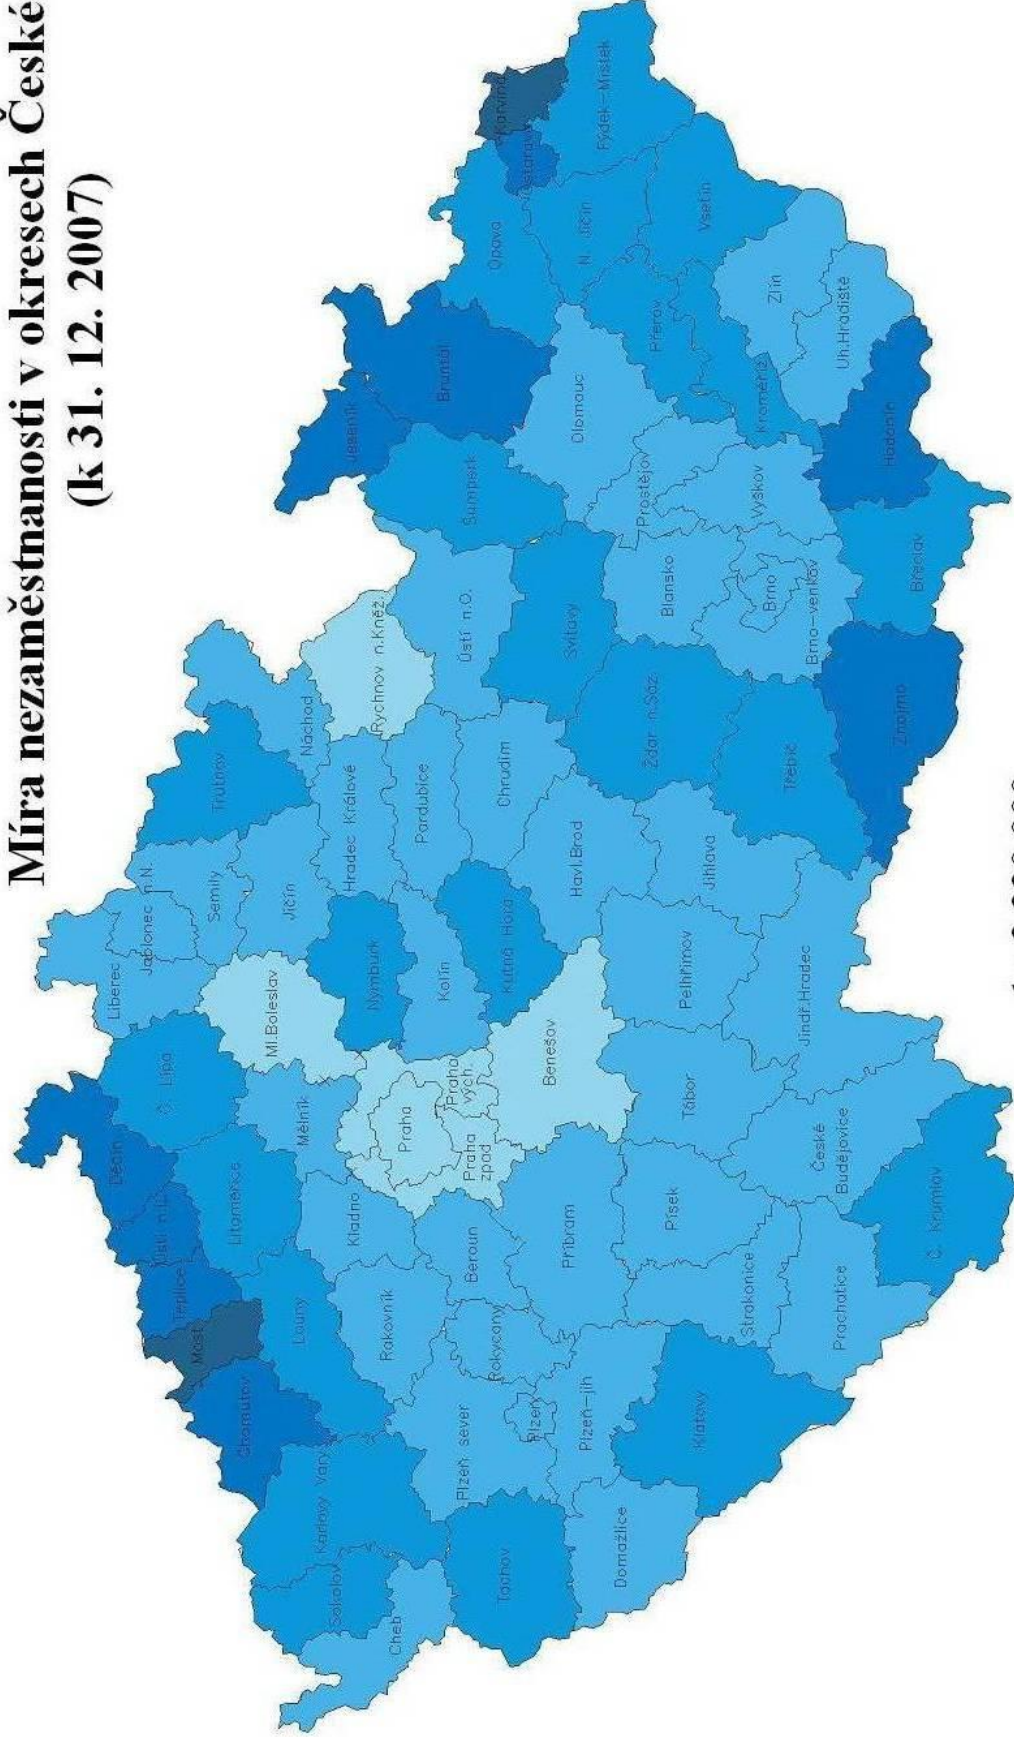 Míra nezaměstnanosti v okresech České
(k 31. 12. 2007)
Děčín
Liberec
Jablonec n.N.
Ústí n.L.
Č. Lípa
Semily
Trutnov
Teplice
Litoměřice
Ml.Boleslav
Jičín
Náchod
Most
Chomutov
Louny
Mělník
Kladno
Praha
Nymburk
Hradec Králové
Rychnov n.Kněž.
Jeseník
Karlovy Vary
Sokolov
Cheb
Rakovník
Beroun
Praha
vých.
Praha
zpad
Kolín
Pardubice
Ústí n.O.
Šumperk
Bruntál
Opava
Karviná
Plzeň sever
Rokycany
Kutná Hora
Chrudim
Tachov
Plzeň
Plzeň-jih
Příbram
Benešov
Havl.Brod
Svitavy
Olomouc
N. Jičín
Frýdek-Místek
Domažlice
Klatovy
Písek
Tábor
Pelhřimov
Jihlava
Žďár n.Sáz.
Blansko
Prostějov
Přerov
Vsetín
Strakonice
Prachatice
České
Budějovice
Jindř.Hradec
Třebíč
Brno
Brno-venkov
Vyškov
Kroměříž
Zlín
Uh.Hradiště
Č. Krumlov
Znojmo
Břeclav
Hodonín